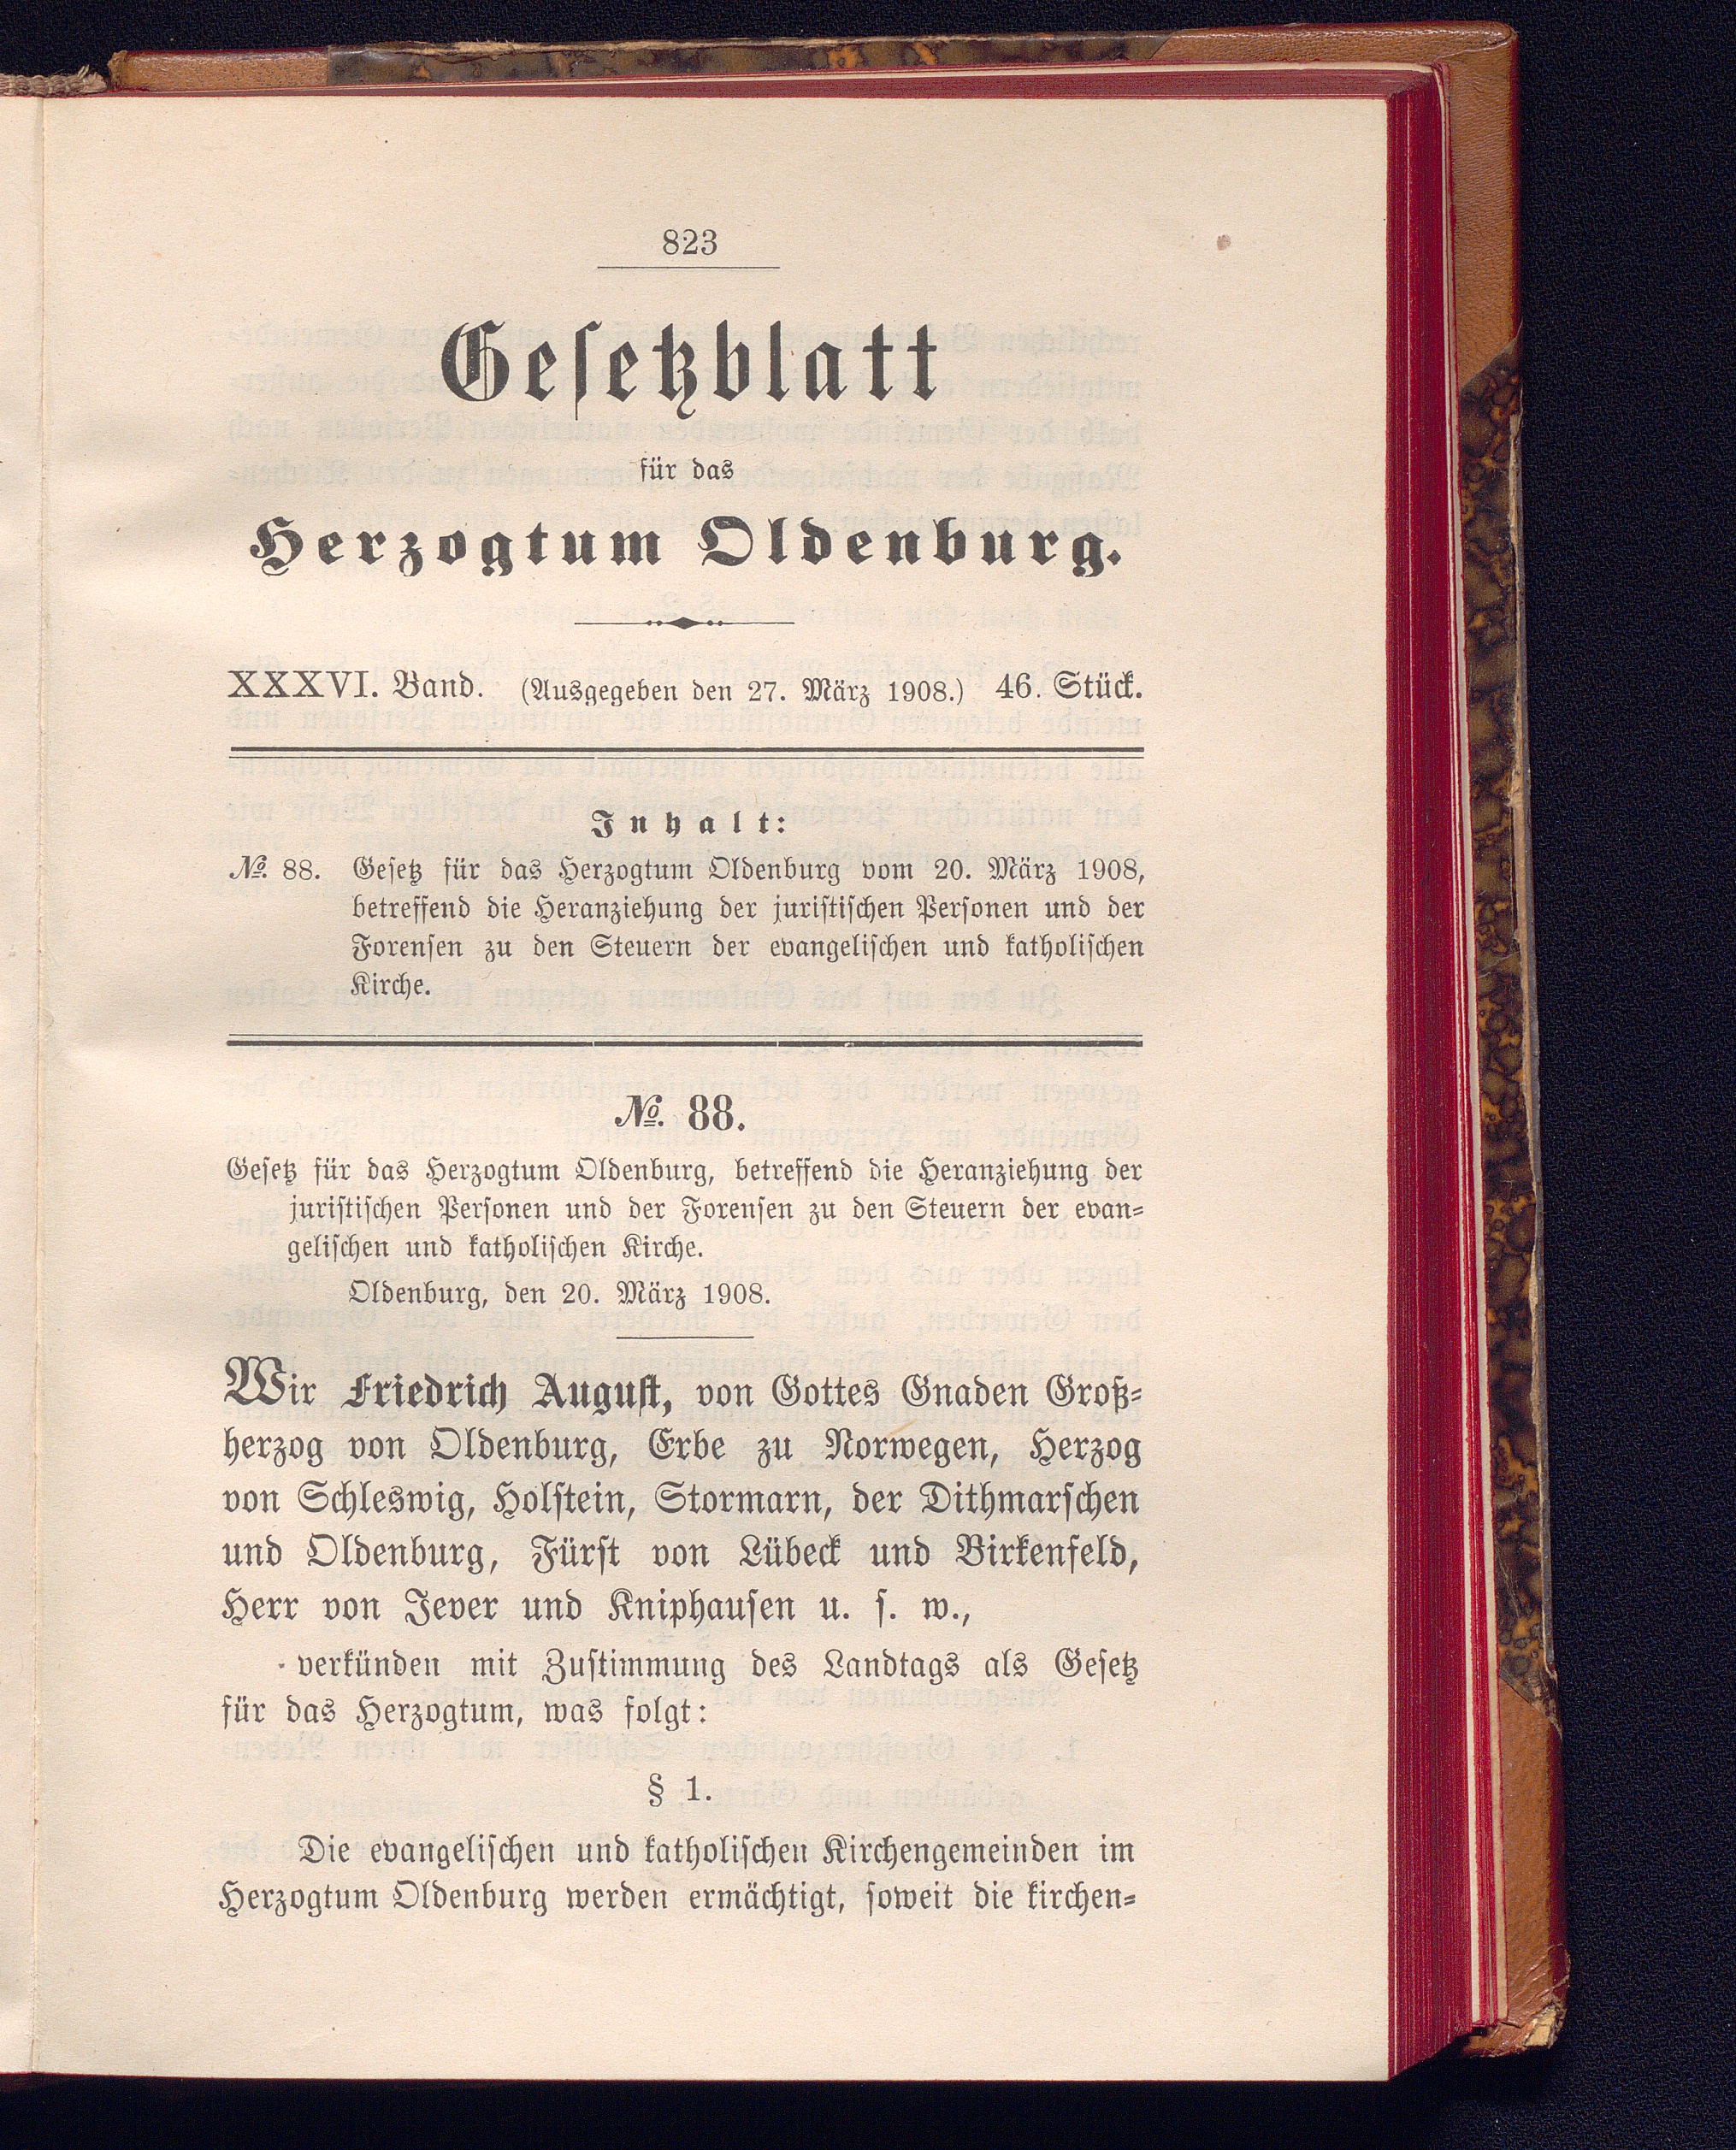 823
Gesetzblatt
für das
Herzogtum Oldenburg.
XXXVI. Band. (Ausgegeben den 27. März 1908.) 46. Stück.
Inhalt:
№. 88. Gesetz für das Herzogtum Oldenburg vom 20. März 1908,
betreffend die Heranziehung der juristischen Personen und der
Forensen zu den Steuern der evangelischen und katholischen
Kirche.
№. 88.
Gesetz für das Herzogtum Oldenburg, betreffend die Heranziehung der
juristischen Personen und der Forensen zu den Steuern der evan-
gelischen und katholischen Kirche.
Oldenburg, den 20. März 1908.
Wir Friedrich August, von Gottes Gnaden Groß-
herzog von Oldenburg, Erbe zu Norwegen, Herzog
von Schleswig, Holstein, Stormarn, der Dithmarschen
und Oldenburg, Fürst von Lübeck und Birkenfeld,
Herr von Jever und Kniphausen u. s. w.,
verkünden mit Zustimmung des Landtags als Gesetz
für das Herzogtum, was folgt:
§ 1.
Die evangelischen und katholischen Kirchengemeinden im
Herzogtum Oldenburg werden ermächtigt, soweit die kirchen-